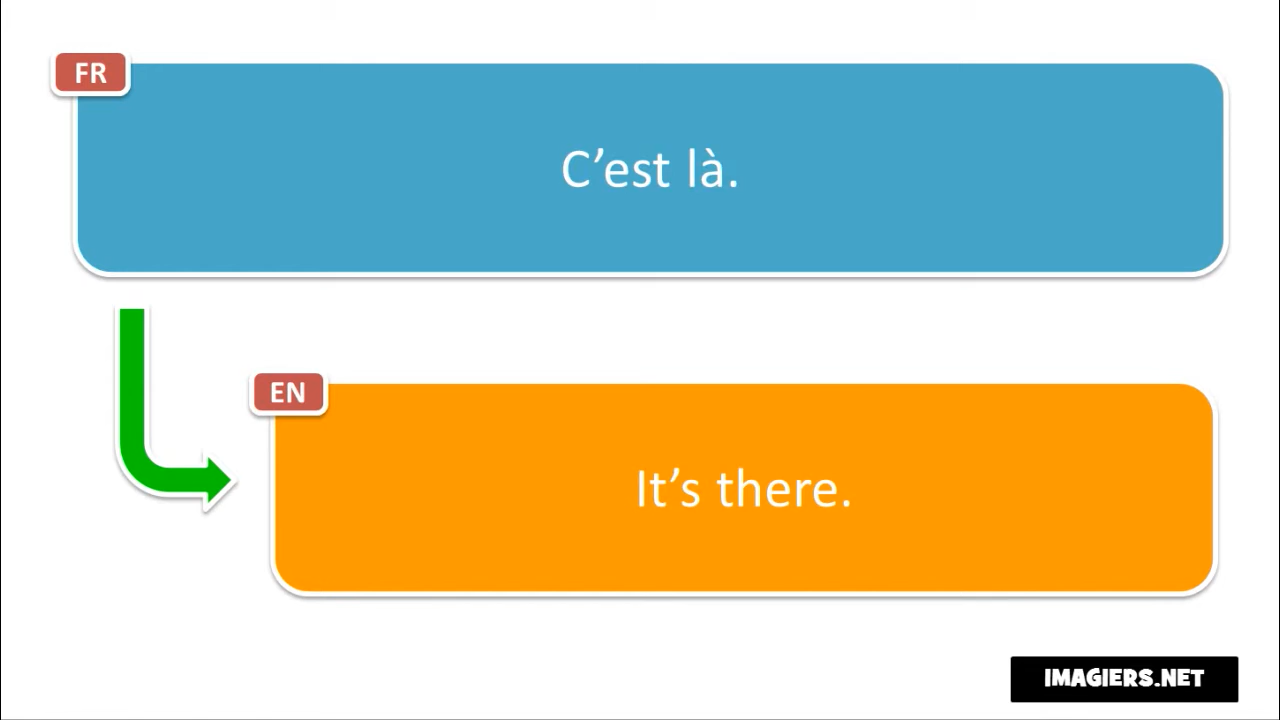 FR
C’est là.
EN
It’s there.
IMAGIERS.NET